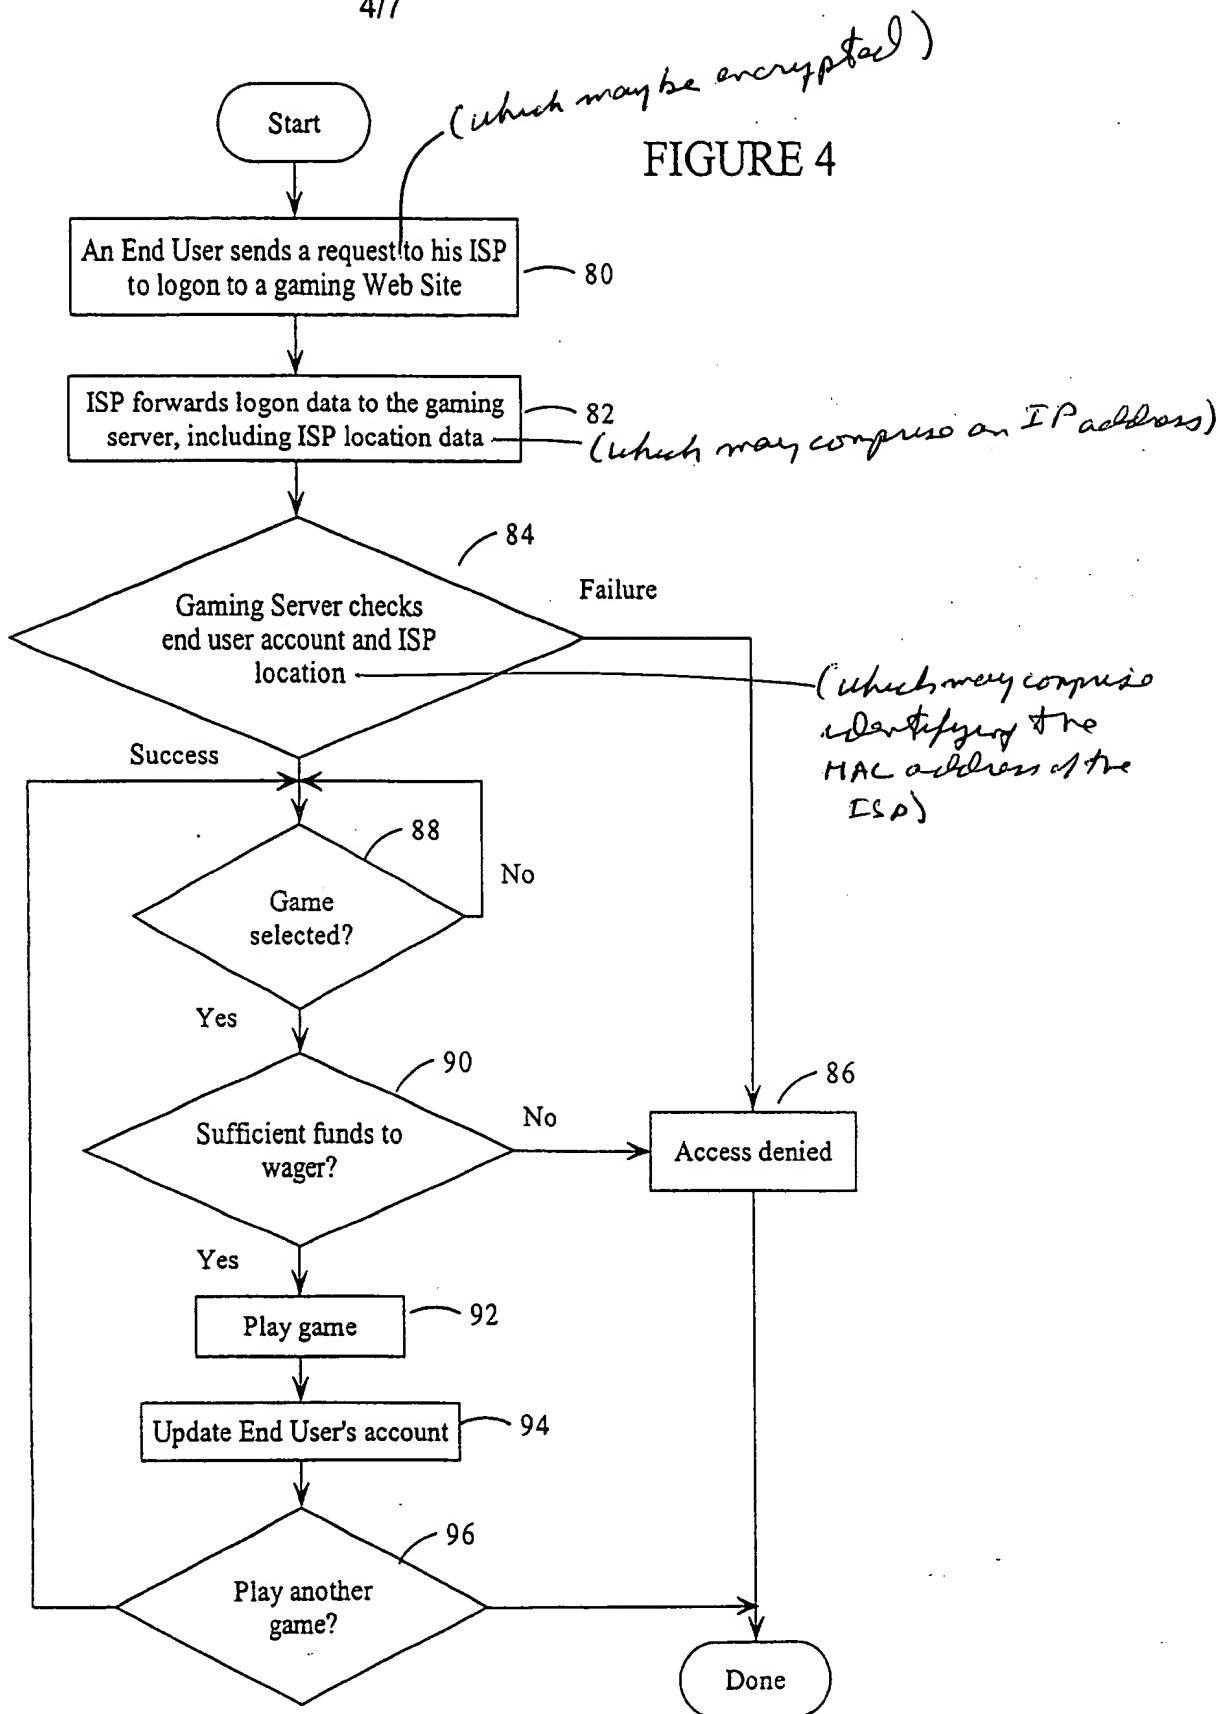 4/7
(which may be encrypted)
Start
FIGURE 4
An End User sends a request to his ISP
to logon to a gaming Web Site
80
ISP forwards logon data to the gaming
server, including ISP location data
82
(which may comprise an IP address)
84
Failure
Gaming Server checks
end user account and ISP
location
(which may comprise
identifying the
MAC address of the
ISP)
Success
88
No
Game
selected?
Yes
90
No
86
Sufficient funds to
wager?
Access denied
Yes
Play game
92
Update End User's account
94
96
Play another
game?
Done